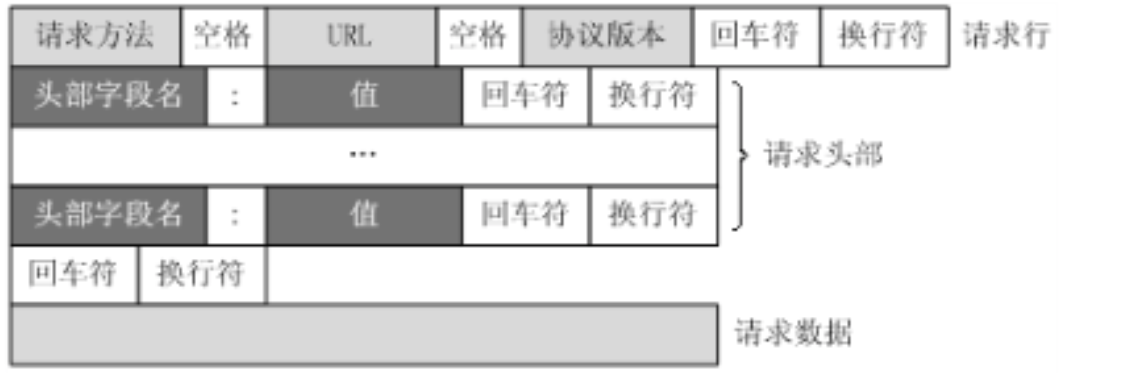 请求方法 空格 URL 空格 协议版本 回车符 换行符 请求行
头部字段名 : 值 回车符 换行符
... 请求头部
头部字段名 : 值 回车符 换行符
回车符 换行符
请求数据